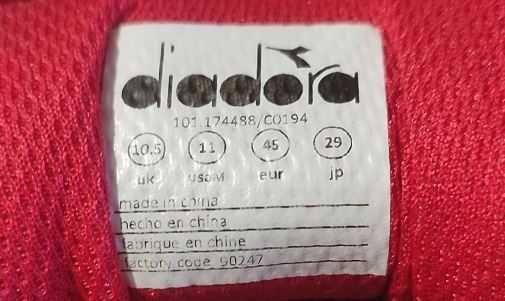 diadora
101.174488/C0194
10.5 11 45 29
uk usaM eur jp
made in china
hecho en china
fabrique en chine
factory code 90247